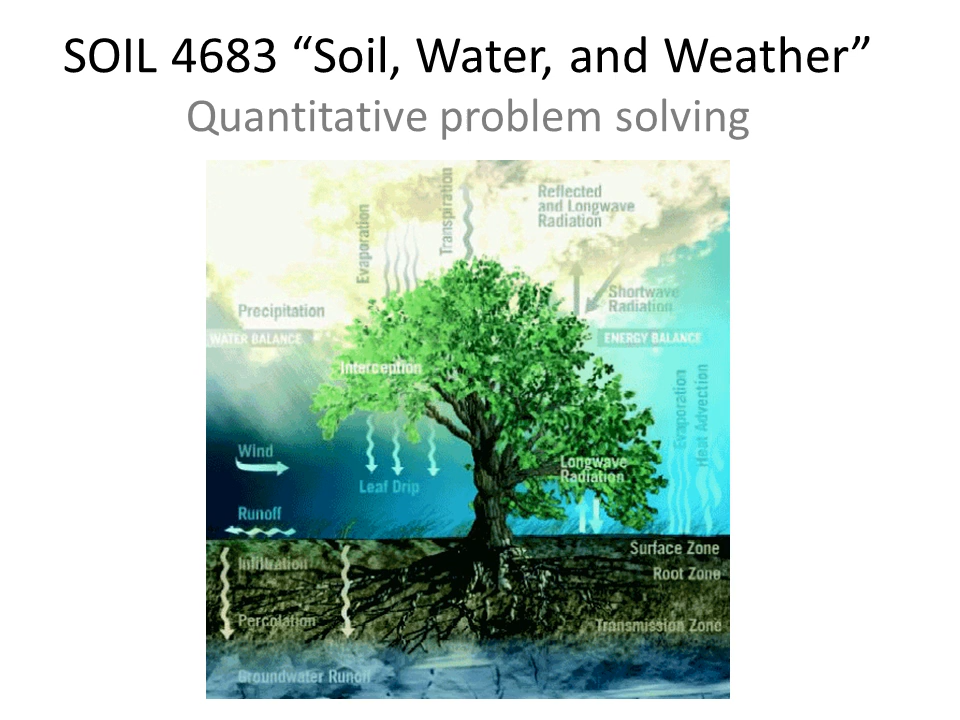 SOIL 4683 “Soil, Water, and Weather”
Quantitative problem solving
Evaporation
Transpiration
Reflected
and Longwave
Radiation
Shortwave
Radiation
Precipitation
WATER BALANCE
ENERGY BALANCE
Interception
Evaporation
Heat Advection
Wind
Longwave
Radiation
Leaf Drip
Runoff
Surface Zone
Infiltration
Root Zone
Percolation
Transmission Zone
Groundwater Runoff